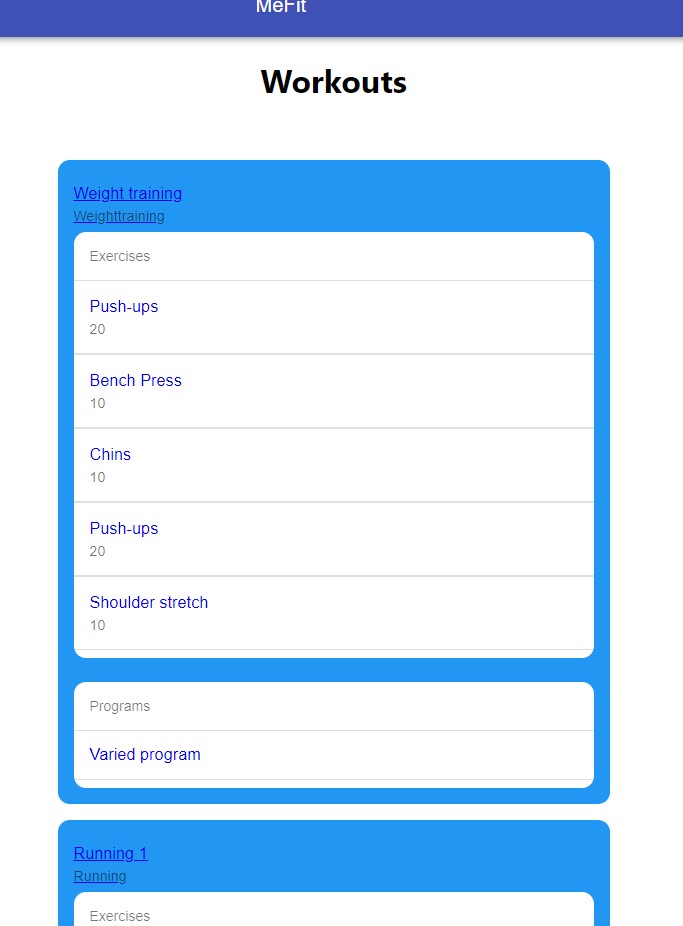 MeFit
Workouts
Weight training
Weighttraining
Exercises
Push-ups
20
Bench Press
10
Chins
10
Push-ups
20
Shoulder stretch
10
Programs
Varied program
Running 1
Running
Exercises